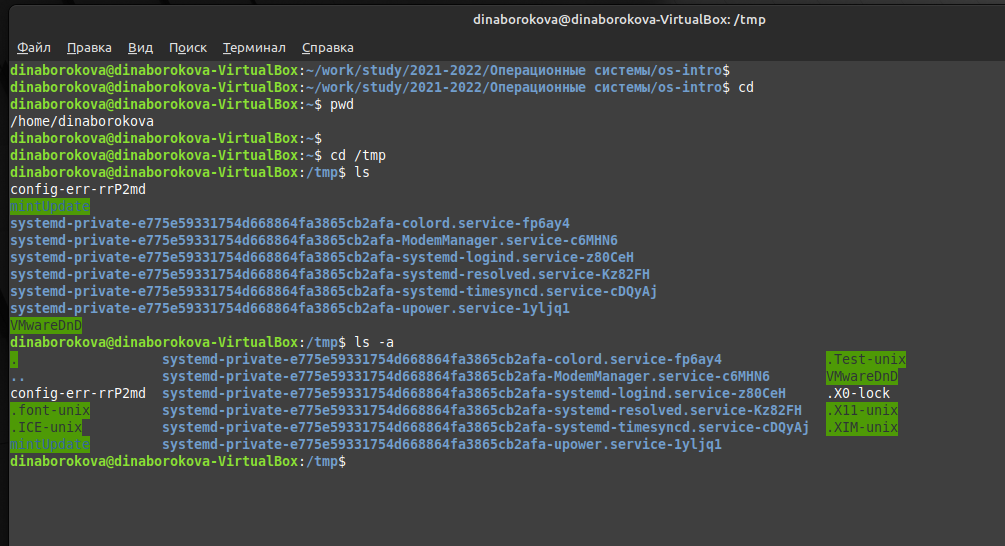 dinaborokova@dinaborokova-VirtualBox: /tmp
Файл Правка Вид Поиск Терминал Справка
dinaborokova@dinaborokova-VirtualBox:~/work/study/2021-2022/Операционные системы/os-intro$
dinaborokova@dinaborokova-VirtualBox:~/work/study/2021-2022/Операционные системы/os-intro$ cd
dinaborokova@dinaborokova-VirtualBox:~$ pwd
/home/dinaborokova
dinaborokova@dinaborokova-VirtualBox:~$
dinaborokova@dinaborokova-VirtualBox:~$ cd /tmp
dinaborokova@dinaborokova-VirtualBox:/tmp$ ls
config-err-rrP2md
mintUpdate
systemd-private-e775e59331754d668864fa3865cb2afa-colord.service-fp6ay4
systemd-private-e775e59331754d668864fa3865cb2afa-ModemManager.service-c6MHN6
systemd-private-e775e59331754d668864fa3865cb2afa-systemd-logind.service-z80CeH
systemd-private-e775e59331754d668864fa3865cb2afa-systemd-resolved.service-Kz82FH
systemd-private-e775e59331754d668864fa3865cb2afa-systemd-timesyncd.service-cDQyAj
systemd-private-e775e59331754d668864fa3865cb2afa-upower.service-1yljq1
VMwareDnD
dinaborokova@dinaborokova-VirtualBox:/tmp$ ls -a
. systemd-private-e775e59331754d668864fa3865cb2afa-colord.service-fp6ay4 .Test-unix
.. systemd-private-e775e59331754d668864fa3865cb2afa-ModemManager.service-c6MHN6 VMwareDnD
config-err-rrP2md systemd-private-e775e59331754d668864fa3865cb2afa-systemd-logind.service-z80CeH .X0-lock
.font-unix systemd-private-e775e59331754d668864fa3865cb2afa-systemd-resolved.service-Kz82FH .X11-unix
.ICE-unix systemd-private-e775e59331754d668864fa3865cb2afa-systemd-timesyncd.service-cDQyAj .XIM-unix
mintUpdate systemd-private-e775e59331754d668864fa3865cb2afa-upower.service-1yljq1
dinaborokova@dinaborokova-VirtualBox:/tmp$